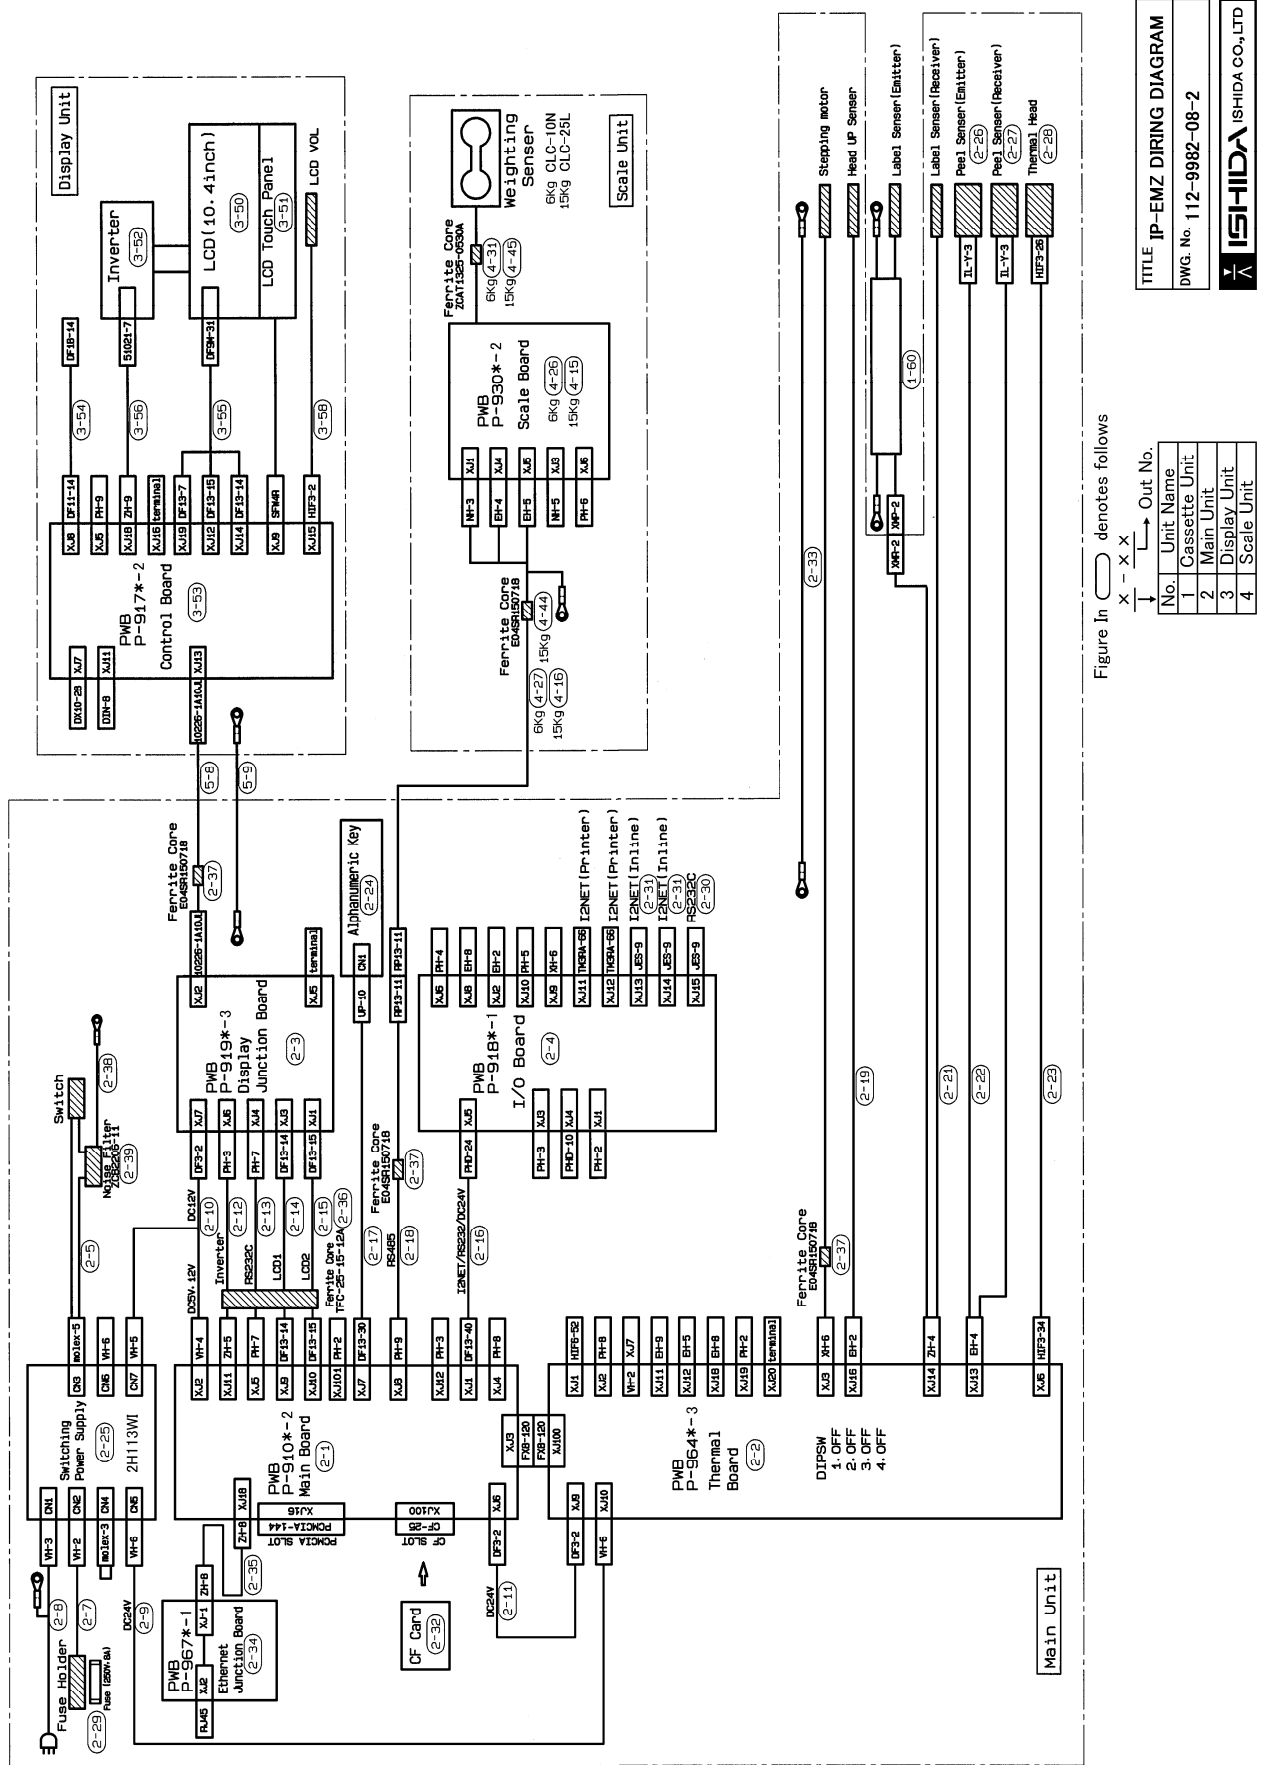 Display Unit
Inverter
3-52
LCD(10.4inch)
3-50
LCD Touch Panel
3-51
LCD VOL
DF1B-14
51021-7
DF9M-31
3-54
3-56
3-55
3-58
XJ8 DF11-14
XJ5 PH-9
XJ18 ZH-9
XJ16 terminal
XJ19 DF13-7
XJ12 DF13-15
XJ14 DF13-14
XJ9 SFW4R
XJ15 HIF3-2
PWB
P-917*-2
Control Board
3-53
DX10-28 XJ7
DIN-8 XJ11
10226-1A10JL XJ13
5-8
5-9
Scale Unit
Weighting
Senser
6Kg CLC-10N
15Kg CLC-25L
Ferrite Core
ZCAT1325-0530A
6Kg 4-31
15Kg 4-45
PWB
P-930*-2
Scale Board
6Kg 4-26
15Kg 4-15
NH-3 XJ1
EH-4 XJ4
EH-5 XJ5
NH-5 XJ3
PH-6 XJ6
Ferrite Core
E04SR150718
15Kg 4-44
6Kg 4-27
15Kg 4-16
Switch
Noise Filter
ZCB2206-11
2-39
2-38
2-5
Switching
Power Supply
2-25
2H113WI
CN3 molex-5
CN6 VH-6
CN7 VH-5
VH-3 CN1
VH-2 CN2
molex-3 CN4
VH-6 CN5
2-8
2-7
DC24V
2-9
Fuse Holder
2-29
Fuse (250V.8A)
Ferrite Core
E04SR150718
2-37
XJ2 10226-1A10JL
XJ5 terminal
PWB
P-919*-3
Display
Junction Board
2-3
DF3-2 XJ7
PH-3 XJ6
PH-7 XJ4
DF13-14 XJ3
DF13-15 XJ1
DC12V
DC5V.12V
2-10
Inverter
2-12
RS232C
2-13
LCD1
2-14
LCD2
2-15
Ferrite Core
TFC-25-15-12A
2-36
Alphanumeric Key
2-24
UP-10 CN1
2-17
RP13-11 RP13-11
Ferrite Core
E04SR150718
2-37
RS485
2-18
PWB
P-918*-1
I/O Board
2-4
XJ6 PH-4
XJ8 EH-8
XJ2 EH-2
XJ10 PH-5
XJ9 XH-6
XJ11 TM3RA-66 I2NET(Printer)
XJ12 TM3RA-66 I2NET(Printer)
XJ13 JES-9 I2NET(Inline)
2-31
XJ14 JES-9 I2NET(Inline)
2-31
XJ15 JES-9 RS232C
2-30
PHD-24 XJ5
PH-3 XJ3
PHD-10 XJ4
PH-2 XJ1
I2NET/RS232/DC24V
2-16
PWB
P-910*-2
Main Board
2-1
XJ2 VH-4
XJ11 ZH-5
XJ5 PH-7
XJ9 DF13-14
XJ10 DF13-15
XJ101 PH-2
XJ7 DF13-30
XJ8 PH-9
XJ12 PH-3
XJ1 DF13-40
XJ4 PH-8
XJ3
FX8-120
FX8-120
XJ100
ZH-8 XJ18
XJ16
PCMCIA-144
PCMCIA SLOT
XJ100
CF-25
CF SLOT
DF3-2 XJ6
PWB
P-967*-1
Ethernet
Junction Board
2-34
RJ45 XJ2
XJ-1 ZH-8
2-35
CF Card
2-32
DC24V
2-11
PWB
P-964*-3
Thermal
Board
2-2
DF3-2 XJ9
VH-6 XJ10
XJ1 HIF6-52
XJ2 PH-8
VH-2 XJ7
XJ11 EH-9
XJ12 EH-5
XJ18 EH-8
XJ19 PH-2
XJ20 terminal
XJ3 XH-6
XJ16 EH-2
XJ14 ZH-4
XJ13 EH-4
XJ5 HIF3-34
DIPSW
1.OFF
2.OFF
3.OFF
4.OFF
Ferrite Core
E04SR150718
2-37
2-19
2-21
2-22
2-23
2-33
XMR-2 XMP-2
1-60
Stepping motor
Head UP Senser
Label Senser(Emitter)
Label Senser(Receiver)
Peel Senser(Emitter)
2-26
IL-Y-3
Peel Senser(Receiver)
2-27
IL-Y-3
Thermal Head
2-28
HIF3-26
Main Unit
Figure In denotes follows
× - ××
Out No.
No. Unit Name
1 Cassette Unit
2 Main Unit
3 Display Unit
4 Scale Unit
TITLE IP-EMZ DIRING DIAGRAM
DWG. No. 112-9982-08-2
ISHIDA ISHIDA CO.,LTD